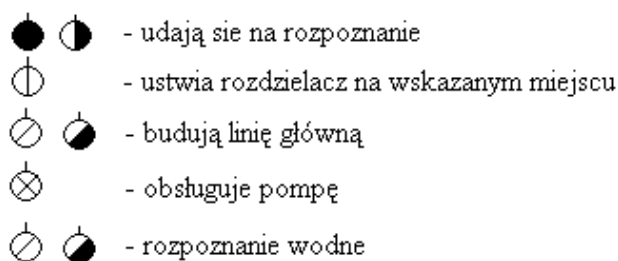 - udają sie na rozpoznanie
- ustwia rozdzielacz na wskazanym miejscu
- budują linię główną
- obsługuje pompę
- rozpoznanie wodne